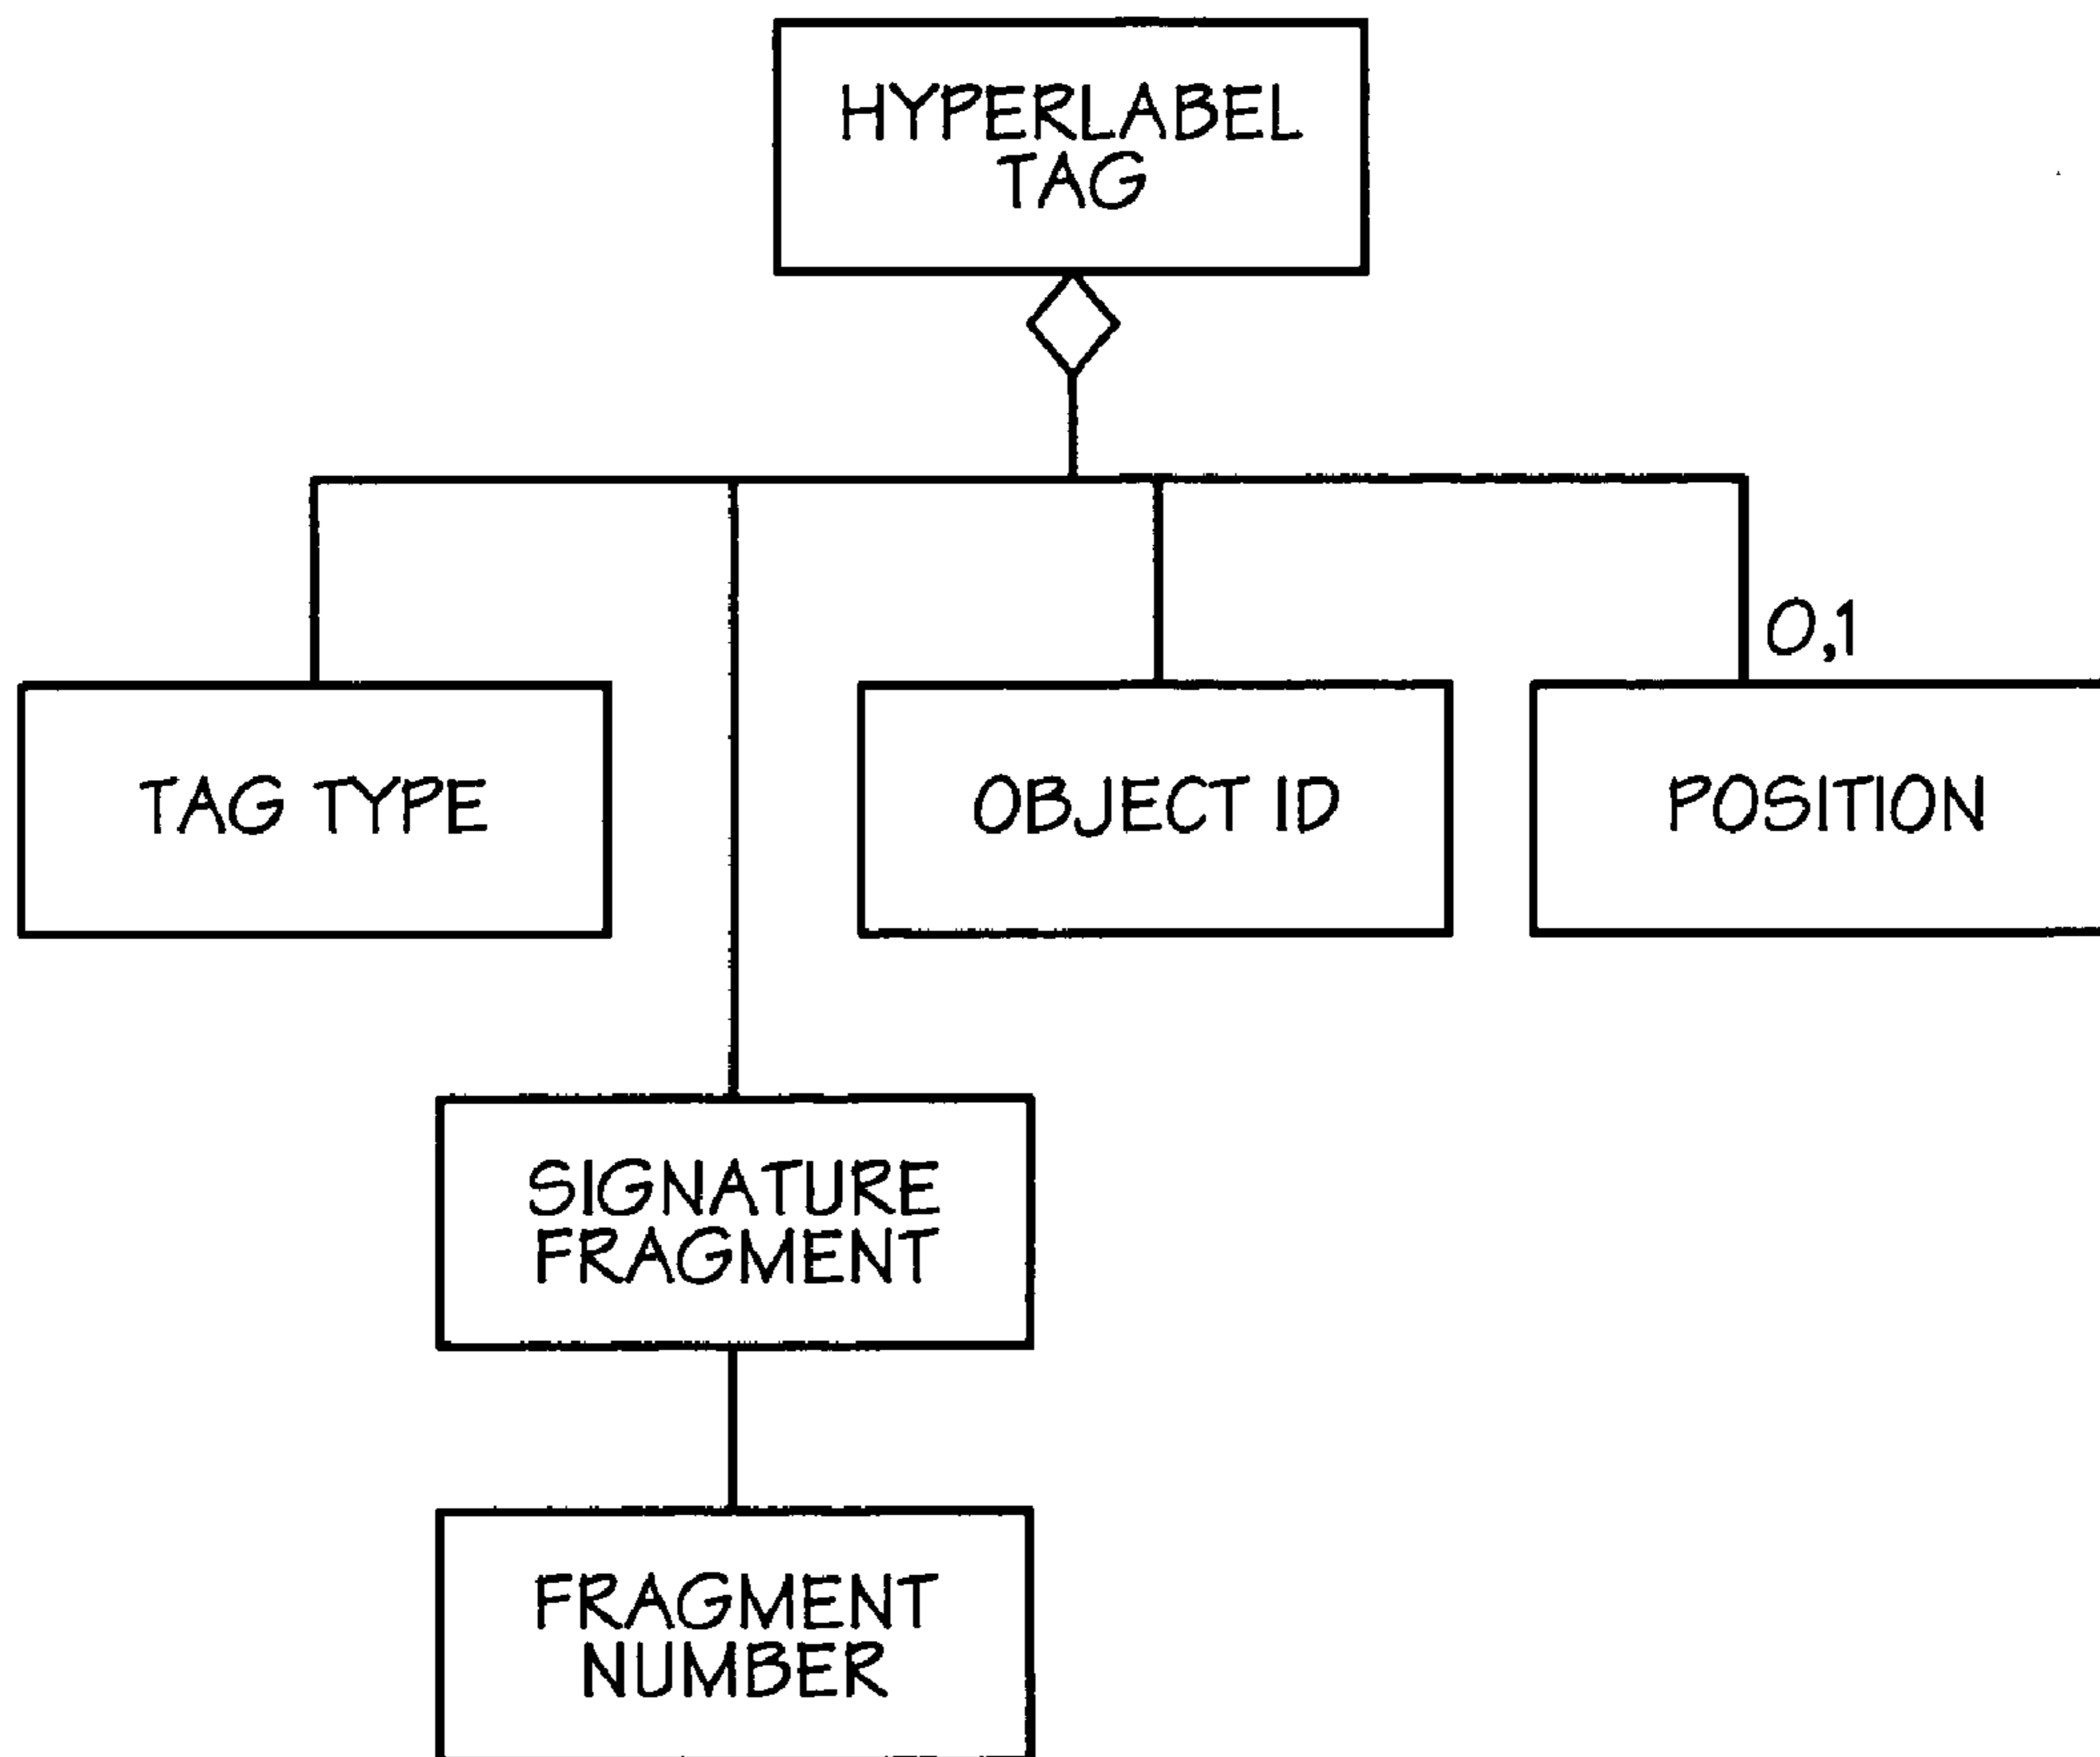 HYPERLABEL
TAG
0,1
TAG TYPE
OBJECT ID
POSITION
SIGNATURE
FRAGMENT
FRAGMENT
NUMBER